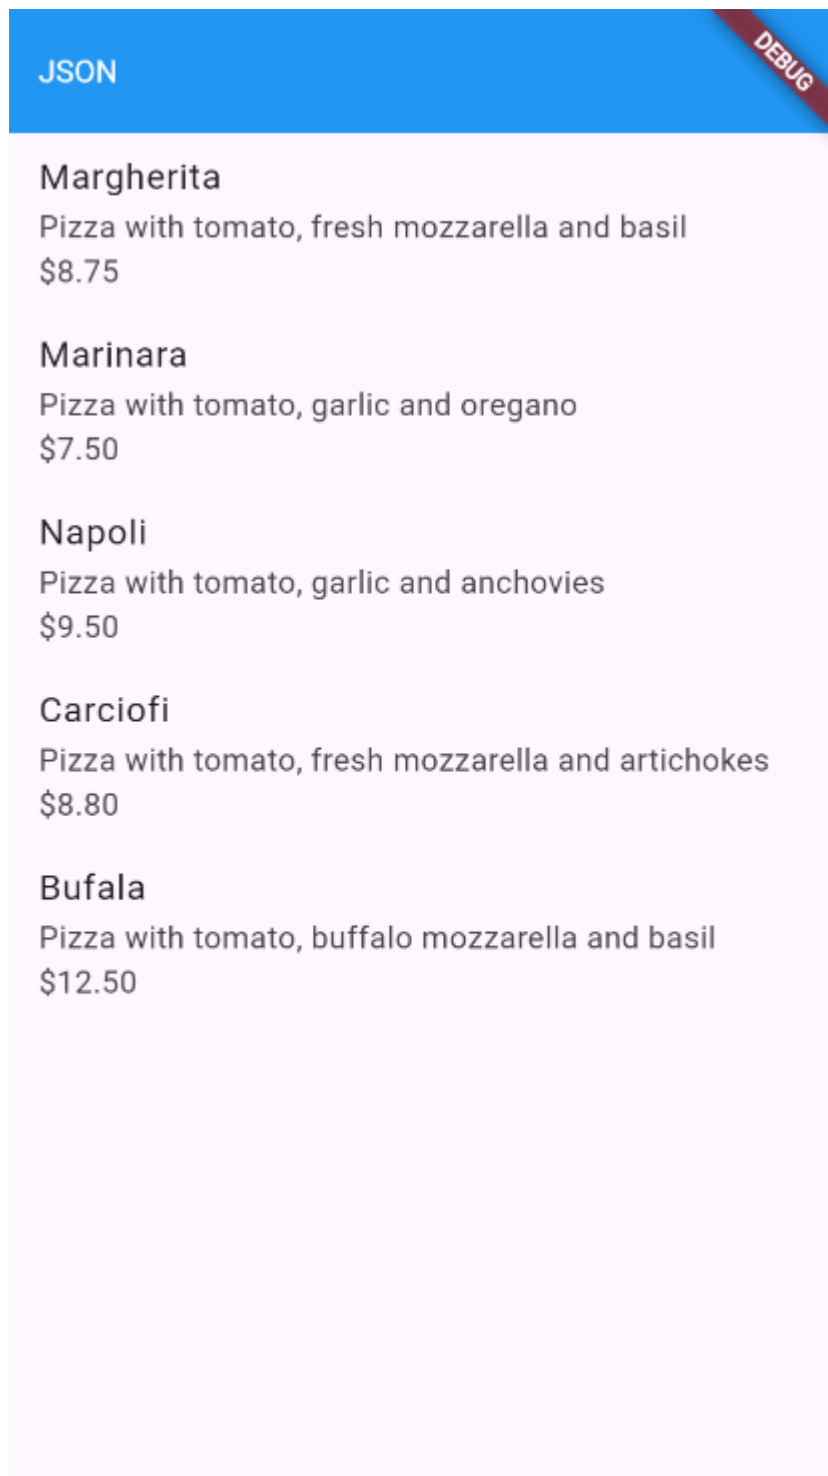 JSON
DEBUG
Margherita
Pizza with tomato, fresh mozzarella and basil
$8.75
Marinara
Pizza with tomato, garlic and oregano
$7.50
Napoli
Pizza with tomato, garlic and anchovies
$9.50
Carciofi
Pizza with tomato, fresh mozzarella and artichokes
$8.80
Bufala
Pizza with tomato, buffalo mozzarella and basil
$12.50